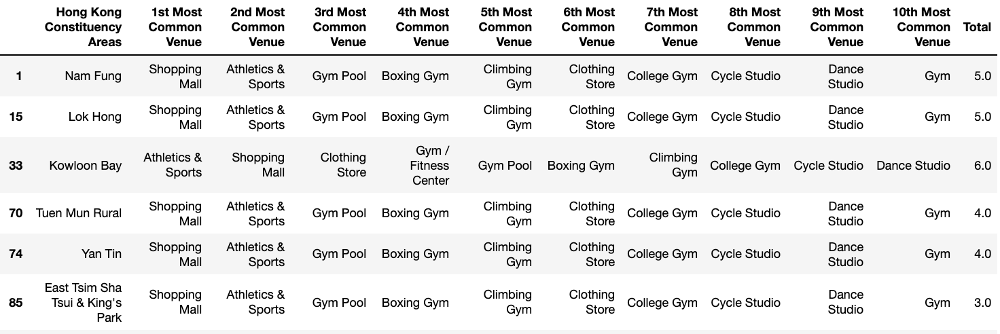 Hong Kong Constituency Areas 1st Most Common Venue 2nd Most Common Venue 3rd Most Common Venue 4th Most Common Venue 5th Most Common Venue 6th Most Common Venue 7th Most Common Venue 8th Most Common Venue 9th Most Common Venue 10th Most Common Venue Total
1 Nam Fung Shopping Mall Athletics & Sports Gym Pool Boxing Gym Climbing Gym Clothing Store College Gym Cycle Studio Dance Studio Gym 5.0
15 Lok Hong Shopping Mall Athletics & Sports Gym Pool Boxing Gym Climbing Gym Clothing Store College Gym Cycle Studio Dance Studio Gym 5.0
33 Kowloon Bay Athletics & Sports Shopping Mall Clothing Store Gym / Fitness Center Gym Pool Boxing Gym Climbing Gym College Gym Cycle Studio Dance Studio 6.0
70 Tuen Mun Rural Shopping Mall Athletics & Sports Gym Pool Boxing Gym Climbing Gym Clothing Store College Gym Cycle Studio Dance Studio Gym 4.0
74 Yan Tin Shopping Mall Athletics & Sports Gym Pool Boxing Gym Climbing Gym Clothing Store College Gym Cycle Studio Dance Studio Gym 4.0
85 East Tsim Sha Tsui & King's Park Shopping Mall Athletics & Sports Gym Pool Boxing Gym Climbing Gym Clothing Store College Gym Cycle Studio Dance Studio Gym 3.0